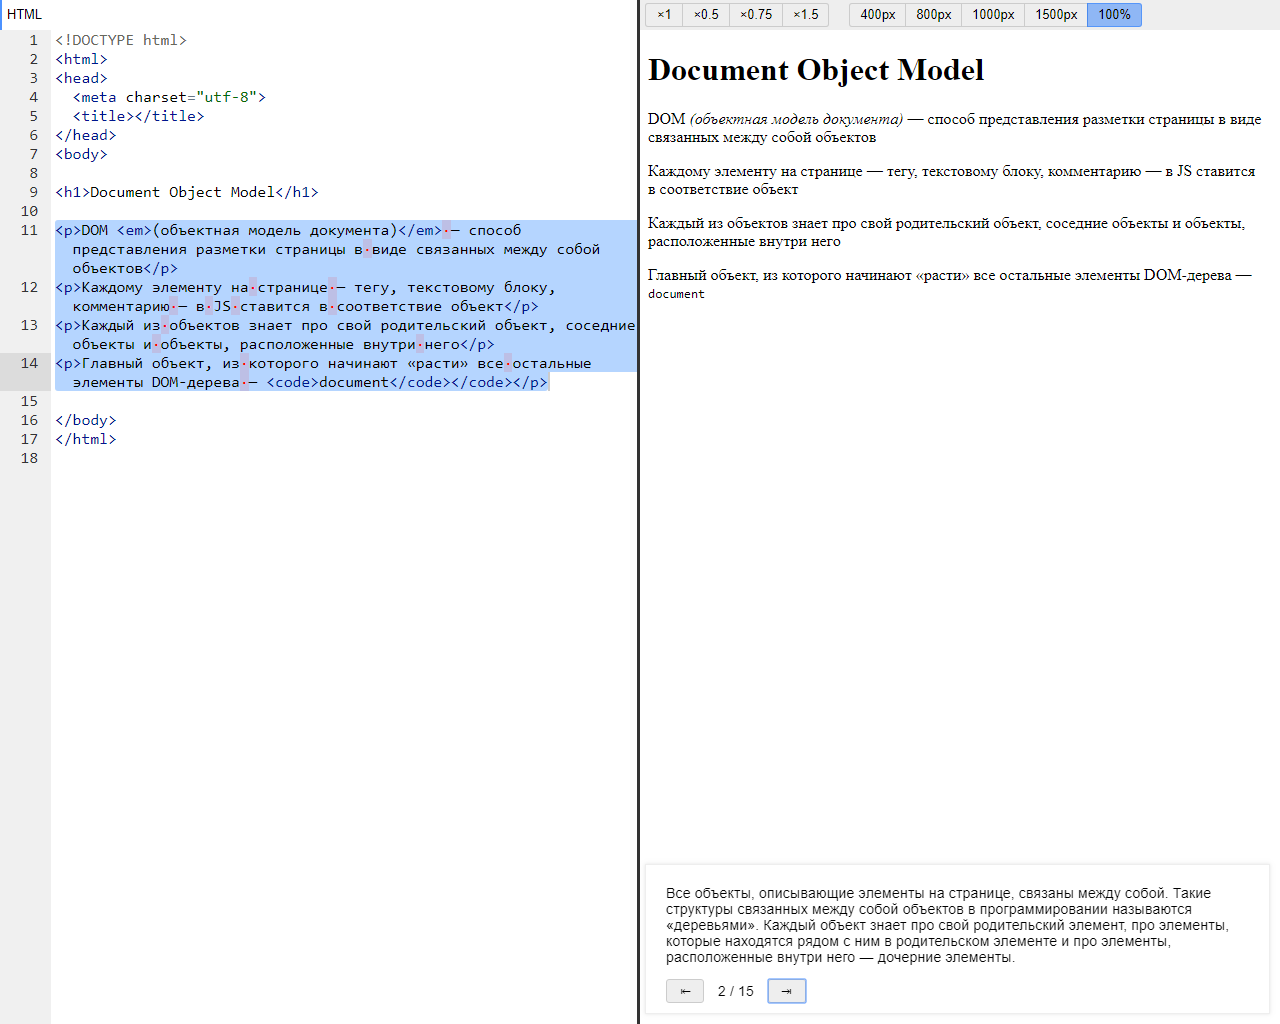 HTML
×1 ×0.5 ×0.75 ×1.5 400px 800px 1000px 1500px 100%
1 <!DOCTYPE html>
2 <html>
3 <head>
4 <meta charset="utf-8">
5 <title></title>
6 </head>
7 <body>
8
9 <h1>Document Object Model</h1>
10
11 <p>DOM <em>(объектная модель документа)</em>·— способ
представления разметки страницы в·виде связанных между собой
объектов</p>
12 <p>Каждому элементу на·странице·— тегу, текстовому блоку,
комментарию·— в·JS·ставится в·соответствие объект</p>
13 <p>Каждый из·объектов знает про свой родительский объект, соседние
объекты и·объекты, расположенные внутри·него</p>
14 <p>Главный объект, из·которого начинают «расти» все·остальные
элементы DOM-дерева·— <code>document</code></code></p>
15
16 </body>
17 </html>
18
Document Object Model
DOM (объектная модель документа) — способ представления разметки страницы в виде
связанных между собой объектов
Каждому элементу на странице — тегу, текстовому блоку, комментарию — в JS ставится
в соответствие объект
Каждый из объектов знает про свой родительский объект, соседние объекты и объекты,
расположенные внутри него
Главный объект, из которого начинают «расти» все остальные элементы DOM-дерева —
document
Все объекты, описывающие элементы на странице, связаны между собой. Такие
структуры связанных между собой объектов в программировании называются
«деревьями». Каждый объект знает про свой родительский элемент, про элементы,
которые находятся рядом с ним в родительском элементе и про элементы,
расположенные внутри него — дочерние элементы.
⇤ 2 / 15 ⇥